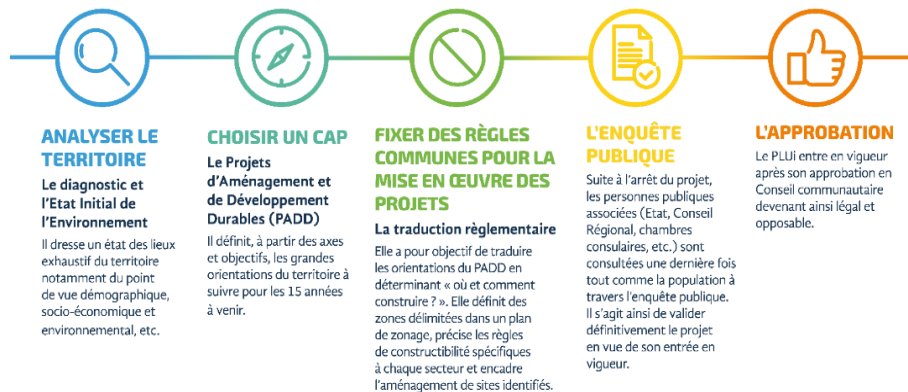 ANALYSER LE
TERRITOIRE
Le diagnostic et
l'Etat Initial de
l'Environnement
Il dresse un état des lieux
exhaustif du territoire
notamment du point
de vue démographique,
socio-économique et
environnemental, etc.
CHOISIR UN CAP
Le Projets
d'Aménagement et
de Développement
Durables (PADD)
Il définit, à partir des axes
et objectifs, les grandes
orientations du territoire à
suivre pour les 15 années
à venir.
FIXER DES RÈGLES
COMMUNES POUR LA
MISE EN ŒUVRE DES
PROJETS
La traduction règlementaire
Elle a pour objectif de traduire
les orientations du PADD en
déterminant « où et comment
construire ? ». Elle définit des
zones délimitées dans un plan
de zonage, précise les règles
de constructibilité spécifiques
à chaque secteur et encadre
l'aménagement de sites identifiés.
L'ENQUÊTE
PUBLIQUE
Suite à l'arrêt du projet,
les personnes publiques
associées (Etat, Conseil
Régional, chambres
consulaires, etc.) sont
consultées une dernière fois
tout comme la population à
travers l'enquête publique.
Il s'agit ainsi de valider
définitivement le projet
en vue de son entrée en
vigueur.
L'APPROBATION
Le PLUi entre en vigueur
après son approbation en
Conseil communautaire
devenant ainsi légal et
opposable.